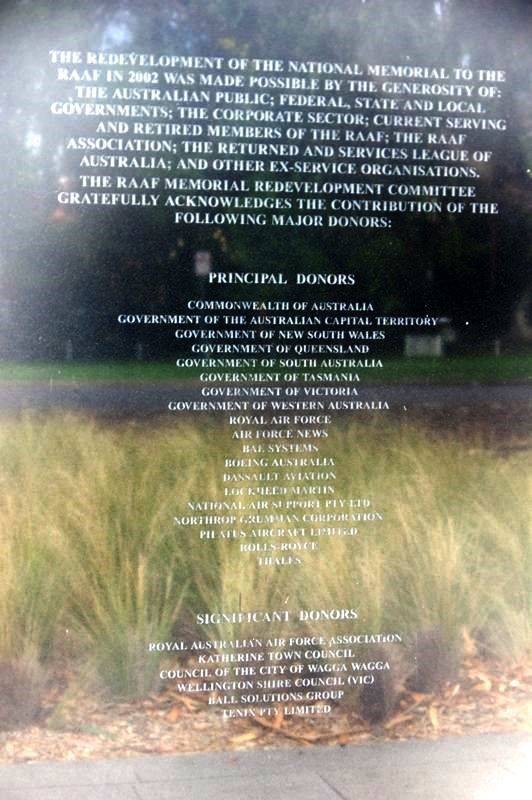 THE REDEVELOPMENT OF THE NATIONAL MEMORIAL TO THE
RAAF IN 2002 WAS MADE POSSIBLE BY THE GENEROSITY OF:
THE AUSTRALIAN PUBLIC; FEDERAL, STATE AND LOCAL
GOVERNMENTS; THE CORPORATE SECTOR; CURRENT SERVING
AND RETIRED MEMBERS OF THE RAAF; THE RAAF
ASSOCIATION; THE RETURNED AND SERVICES LEAGUE OF
AUSTRALIA; AND OTHER EX-SERVICE ORGANISATIONS.
THE RAAF MEMORIAL REDEVELOPMENT COMMITTEE
GRATEFULLY ACKNOWLEDGES THE CONTRIBUTION OF THE
FOLLOWING MAJOR DONORS:
PRINCIPAL DONORS
COMMONWEALTH OF AUSTRALIA
GOVERNMENT OF THE AUSTRALIAN CAPITAL TERRITORY
GOVERNMENT OF NEW SOUTH WALES
GOVERNMENT OF QUEENSLAND
GOVERNMENT OF SOUTH AUSTRALIA
GOVERNMENT OF TASMANIA
GOVERNMENT OF VICTORIA
GOVERNMENT OF WESTERN AUSTRALIA
ROYAL AIR FORCE
AIR FORCE NEWS
BAE SYSTEMS
BOEING AUSTRALIA
DASSAULT AVIATION
LOCKHEED MARTIN
NATIONAL AIR SUPPORT PTY LTD
NORTHROP GRUMMAN CORPORATION
PILATUS AIRCRAFT LIMITED
ROLLS-ROYCE
THALES
SIGNIFICANT DONORS
ROYAL AUSTRALIAN AIR FORCE ASSOCIATION
KATHERINE TOWN COUNCIL
COUNCIL OF THE CITY OF WAGGA WAGGA
WELLINGTON SHIRE COUNCIL (VIC)
BALL SOLUTIONS GROUP
TENIX PTY LIMITED